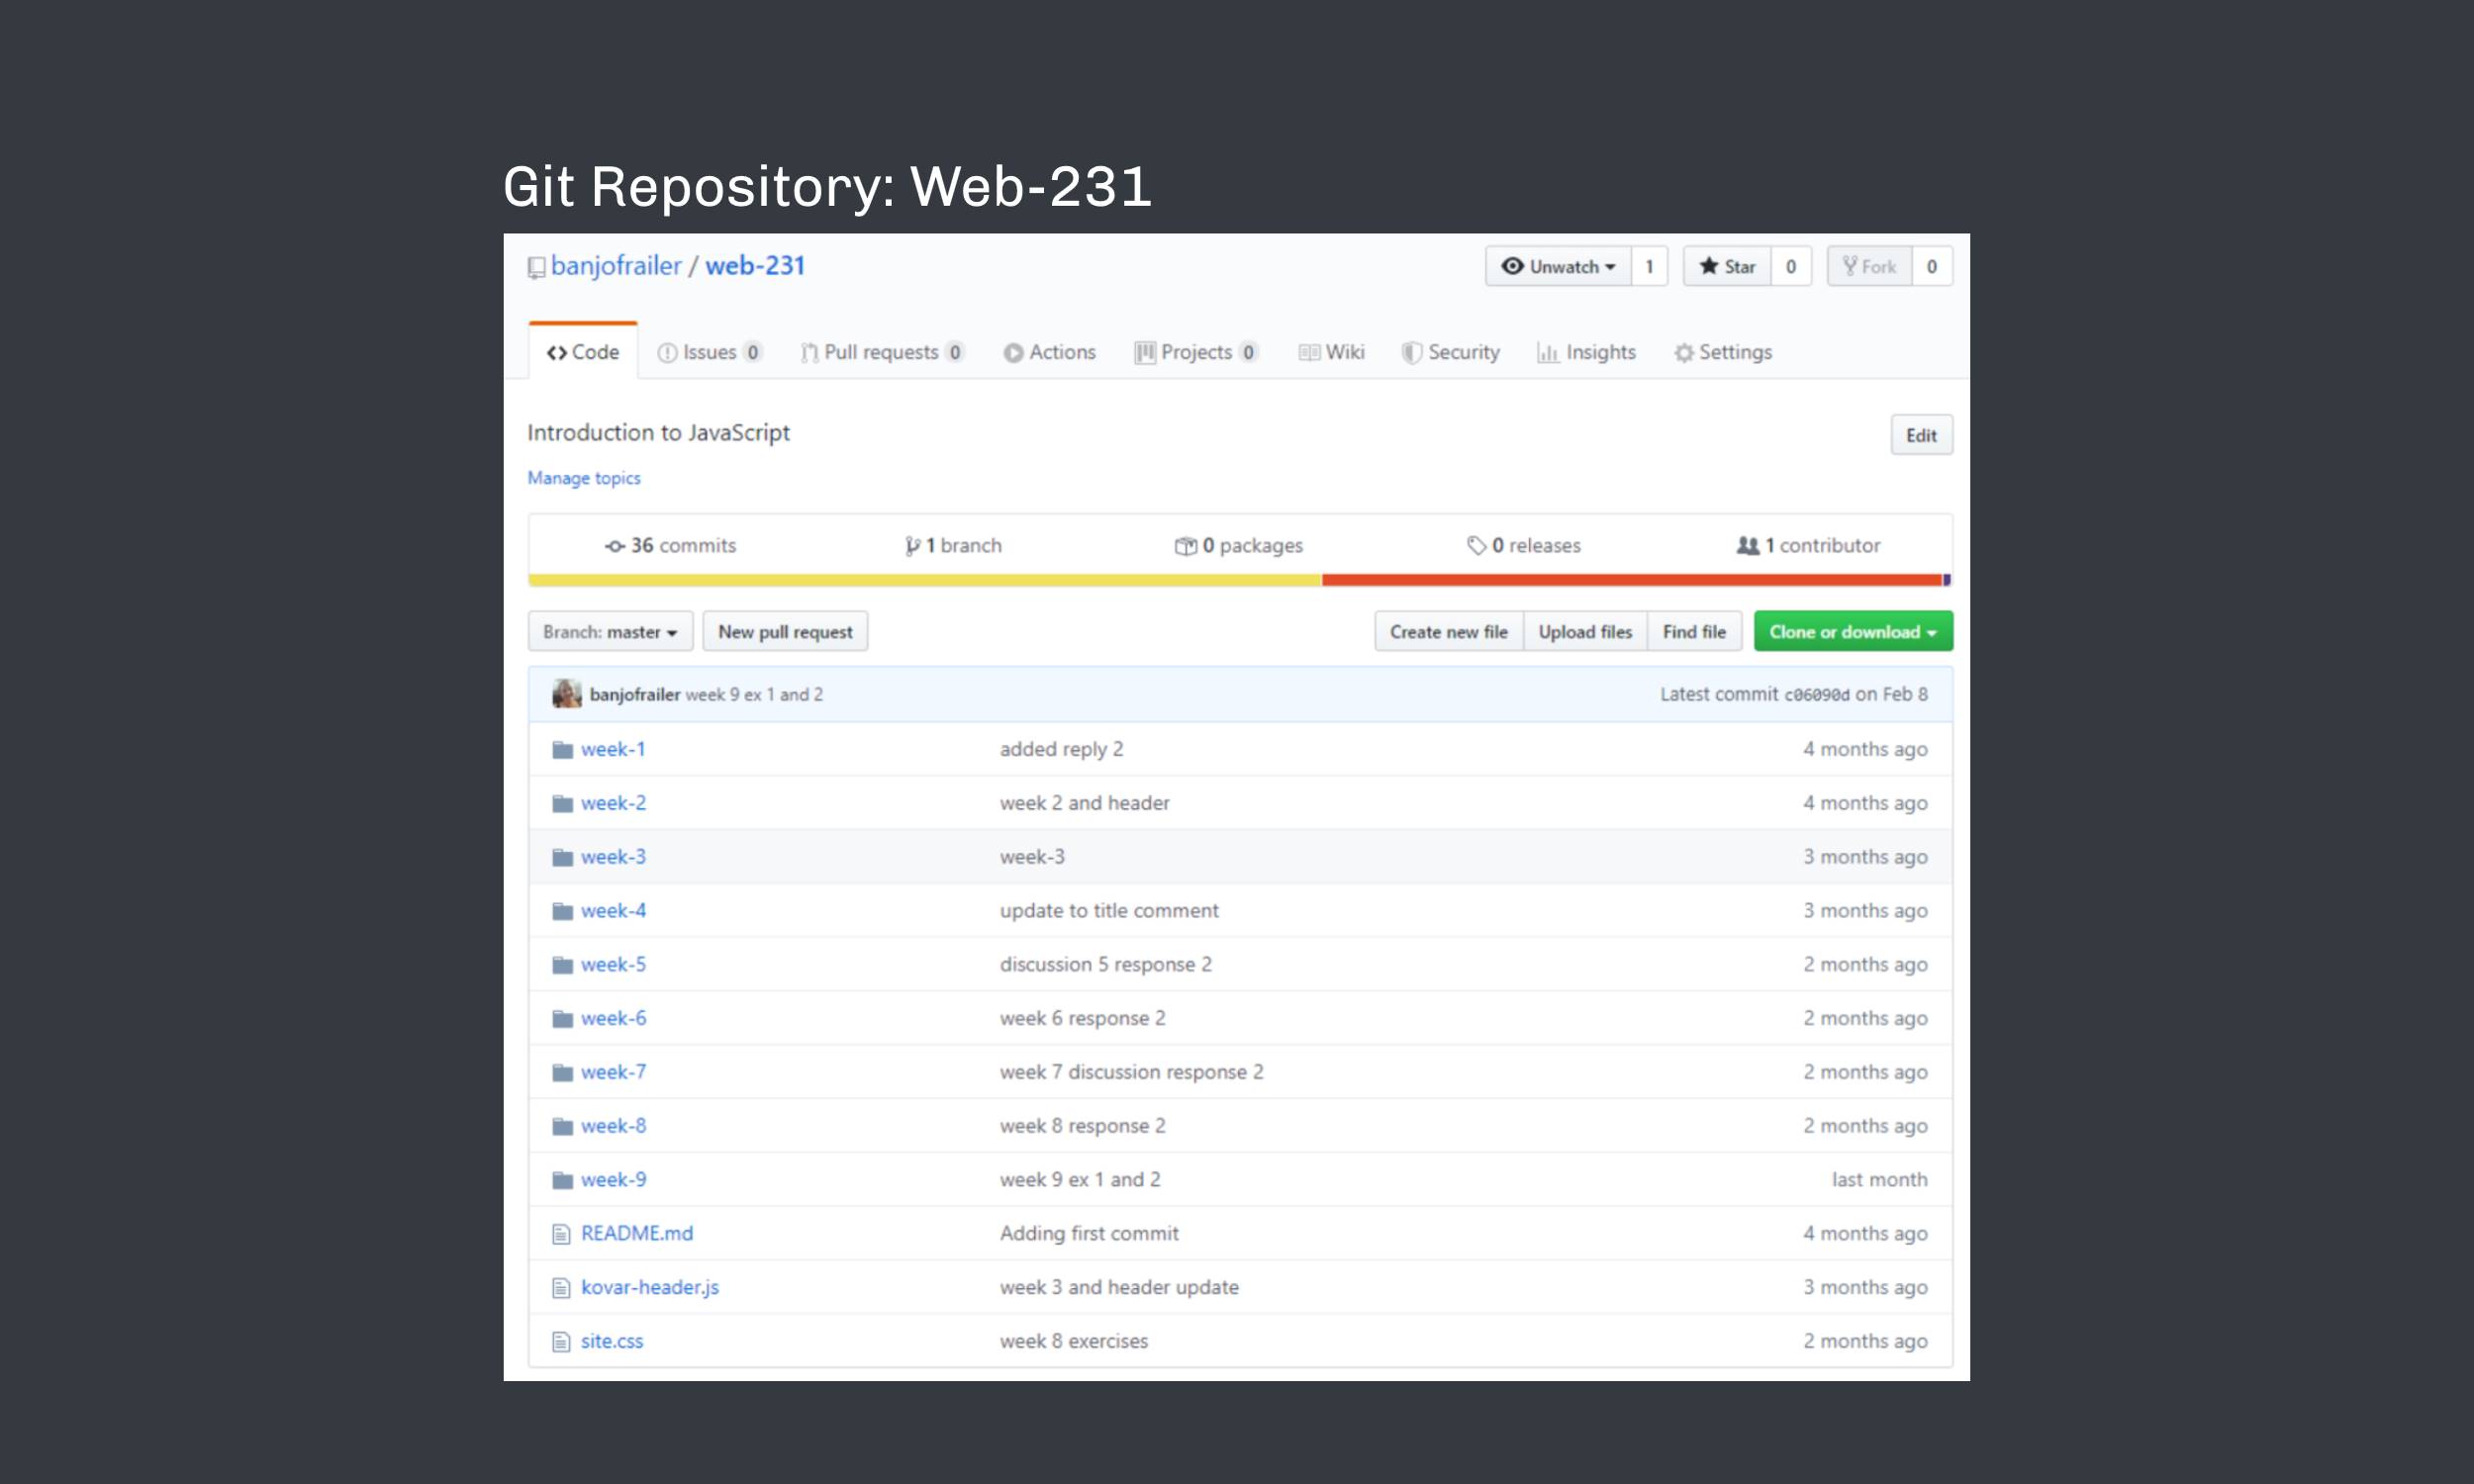 Git Repository: Web-231
banjofrailer / web-231 Unwatch 1 Star 0 Fork 0
Code Issues 0 Pull requests 0 Actions Projects 0 Wiki Security Insights Settings
Introduction to JavaScript Edit
Manage topics
36 commits 1 branch 0 packages 0 releases 1 contributor
Branch: master New pull request Create new file Upload files Find file Clone or download
banjofrailer week 9 ex 1 and 2 Latest commit c06090d on Feb 8
week-1 added reply 2 4 months ago
week-2 week 2 and header 4 months ago
week-3 week-3 3 months ago
week-4 update to title comment 3 months ago
week-5 discussion 5 response 2 2 months ago
week-6 week 6 response 2 2 months ago
week-7 week 7 discussion response 2 2 months ago
week-8 week 8 response 2 2 months ago
week-9 week 9 ex 1 and 2 last month
README.md Adding first commit 4 months ago
kovar-header.js week 3 and header update 3 months ago
site.css week 8 exercises 2 months ago